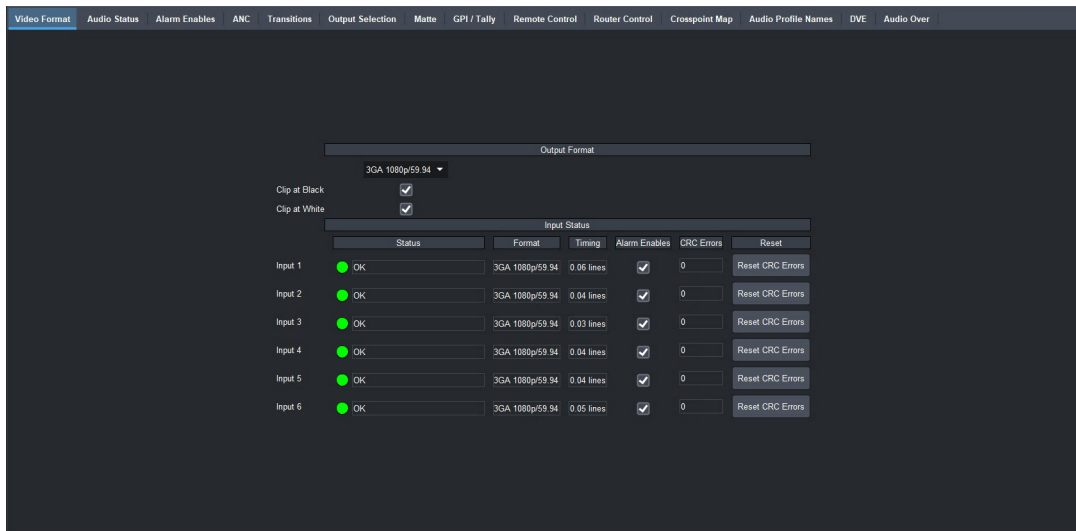 Video Format Audio Status Alarm Enables ANC Transitions Output Selection Matte GPI / Tally Remote Control Router Control Crosspoint Map Audio Profile Names DVE Audio Over
Output Format
3GA 1080p/59.94
Clip at Black
Clip at White
Input Status
Status Format Timing Alarm Enables CRC Errors Reset
Input 1 OK 3GA 1080p/59.94 0.06 lines 0 Reset CRC Errors
Input 2 OK 3GA 1080p/59.94 0.04 lines 0 Reset CRC Errors
Input 3 OK 3GA 1080p/59.94 0.03 lines 0 Reset CRC Errors
Input 4 OK 3GA 1080p/59.94 0.04 lines 0 Reset CRC Errors
Input 5 OK 3GA 1080p/59.94 0.04 lines 0 Reset CRC Errors
Input 6 OK 3GA 1080p/59.94 0.05 lines 0 Reset CRC Errors